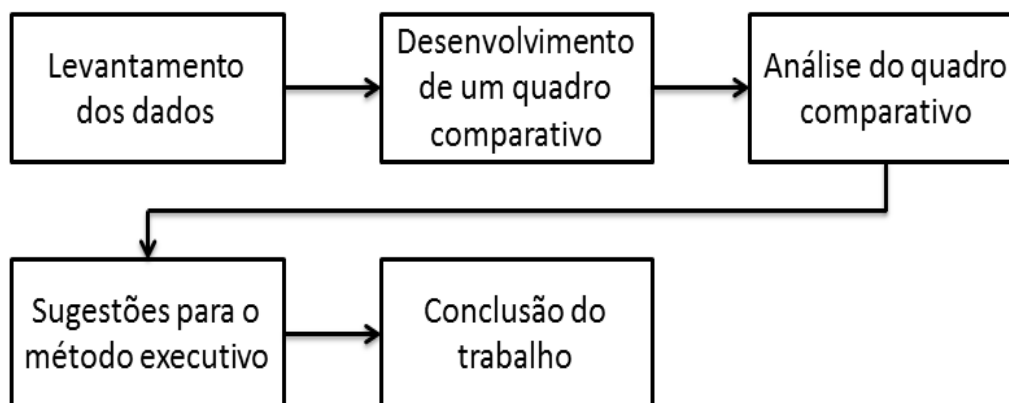 Levantamento
dos dados
Desenvolvimento
de um quadro
comparativo
Análise do quadro
comparativo
Sugestões para o
método executivo
Conclusão do
trabalho